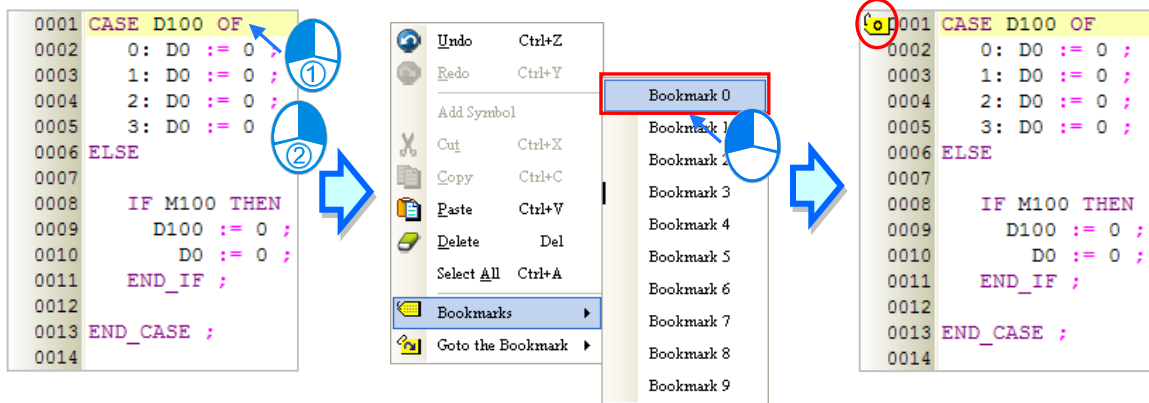 0001 CASE D100 OF
0002 0: D0 := 0 ;
0003 1: D0 := 0 ;
0004 2: D0 := 0 ;
0005 3: D0 := 0
0006 ELSE
0007
0008 IF M100 THEN
0009 D100 := 0 ;
0010 D0 := 0 ;
0011 END_IF ;
0012
0013 END_CASE ;
0014
①
②
Undo Ctrl+Z
Redo Ctrl+Y
Add Symbol
Cut Ctrl+X
Copy Ctrl+C
Paste Ctrl+V
Delete Del
Select All Ctrl+A
Bookmarks
Goto the Bookmark
Bookmark 0
Bookmark 1
Bookmark 2
Bookmark 3
Bookmark 4
Bookmark 5
Bookmark 6
Bookmark 7
Bookmark 8
Bookmark 9
0
0001 CASE D100 OF
0002 0: D0 := 0 ;
0003 1: D0 := 0 ;
0004 2: D0 := 0 ;
0005 3: D0 := 0 ;
0006 ELSE
0007
0008 IF M100 THEN
0009 D100 := 0 ;
0010 D0 := 0 ;
0011 END_IF ;
0012
0013 END_CASE ;
0014